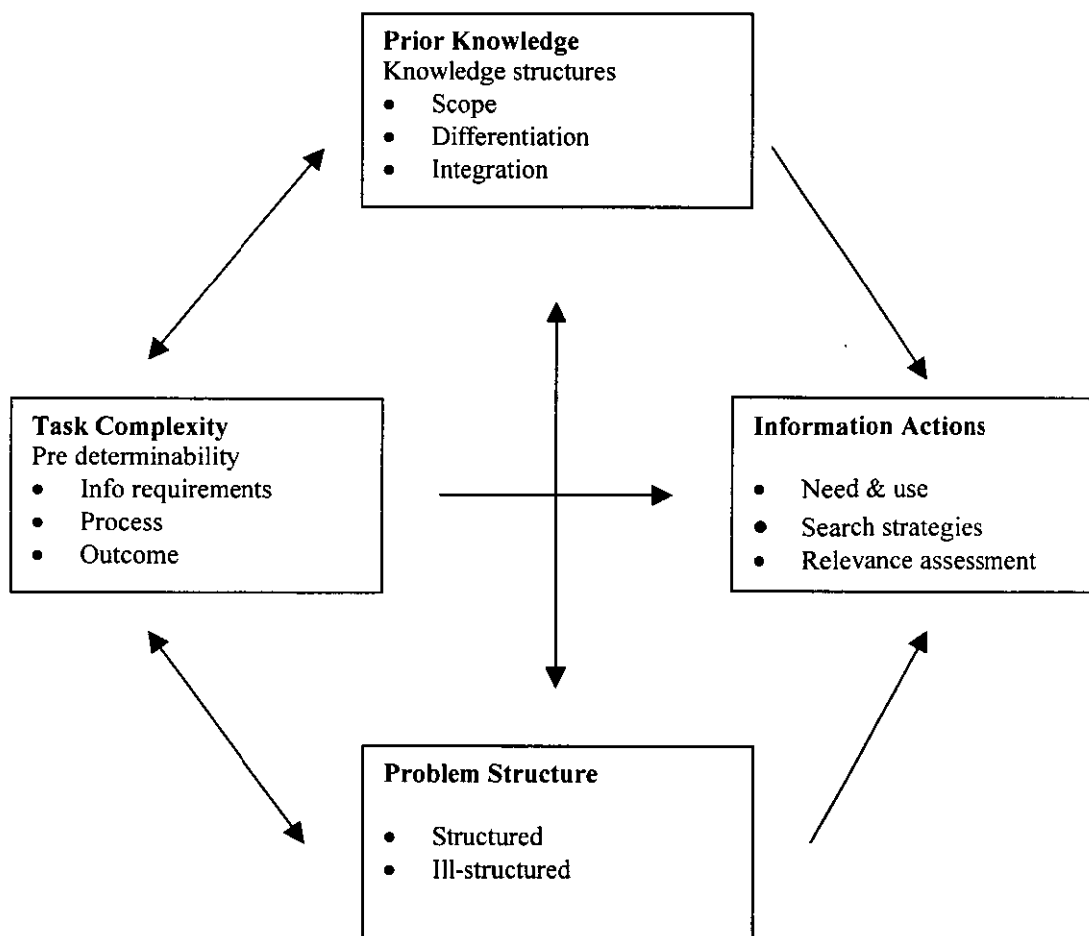 Prior Knowledge
Knowledge structures
• Scope
• Differentiation
• Integration
Task Complexity
Pre determinability
• Info requirements
• Process
• Outcome
Information Actions
• Need & use
• Search strategies
• Relevance assessment
Problem Structure
• Structured
• Ill-structured